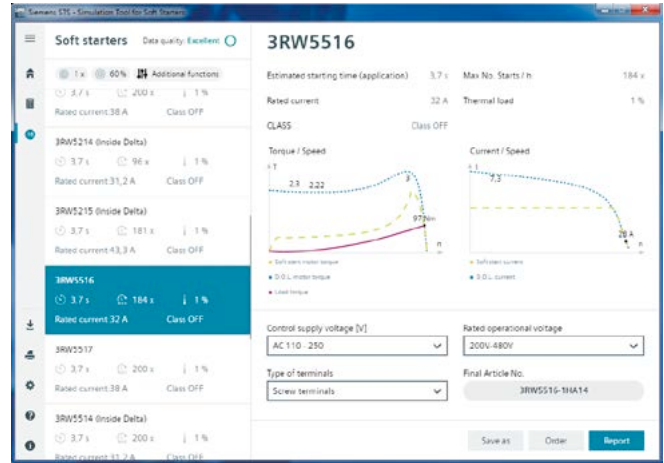 Siemens STS - Simulation Tool for Soft Starters
Soft starters Data quality: Excellent
1 x 60% Additional functions
3.7 s 200 x 1 %
Rated current:38 A Class OFF
3RW5214 (Inside Delta)
3.7 s 96 x 1 %
Rated current:31,2 A Class OFF
3RW5215 (Inside Delta)
3.7 s 181 x 1 %
Rated current:43,3 A Class OFF
3RW5516
3.7 s 184 x 1 %
Rated current:32 A Class OFF
3RW5517
3.7 s 200 x 1 %
Rated current:38 A Class OFF
3RW5514 (Inside Delta)
3.7 s 200 x 1 %
Rated current:31,2 A Class OFF
3RW5516
Estimated starting time (application) 3.7 s Max No. Starts / h 184 x
Rated current 32 A Thermal load 1 %
CLASS Class OFF
Torque / Speed
T
2,3 2,22 3
97 Nm
n
Soft start motor torque
D.O.L. motor torque
Load torque
Current / Speed
I
7,3
28 A
n
Soft start current
D.O.L. current
Control supply voltage [V] Rated operational voltage
AC 110 - 250 200V-480V
Type of terminals Final Article No.
Screw terminals 3RW5516-1HA14
Save as Order Report